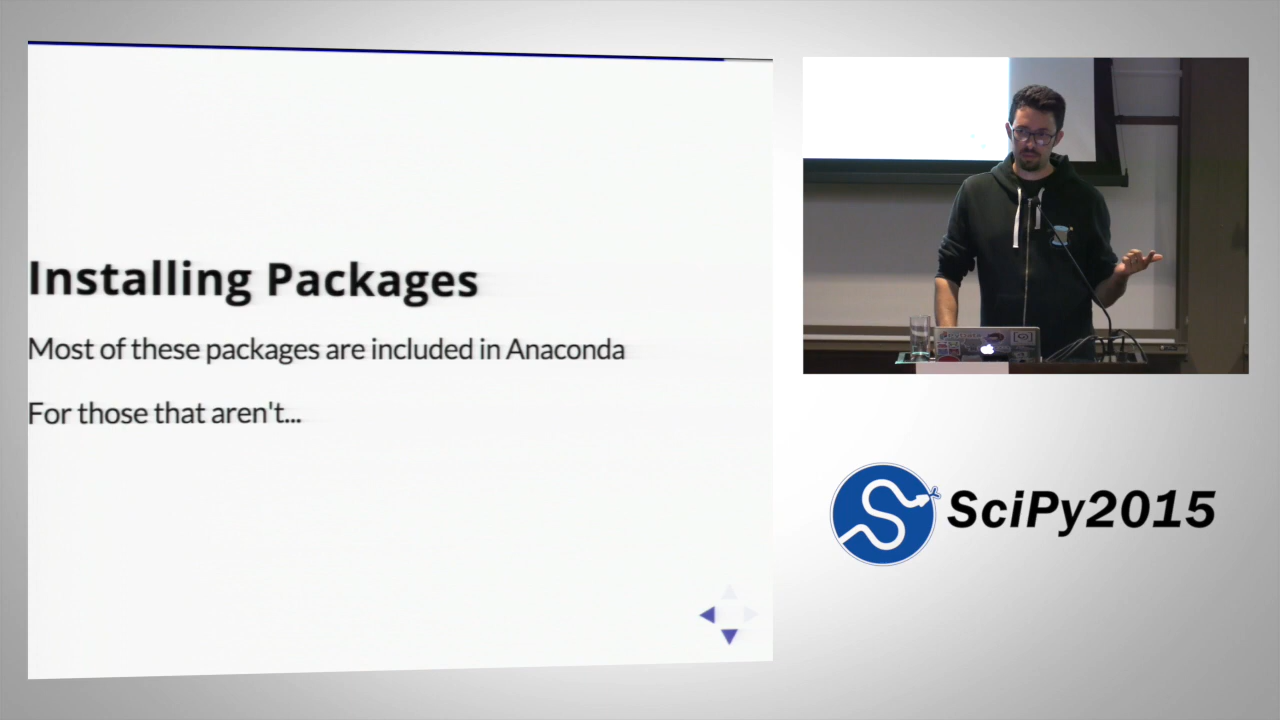 Installing Packages
Most of these packages are included in Anaconda
For those that aren't...
SciPy2015